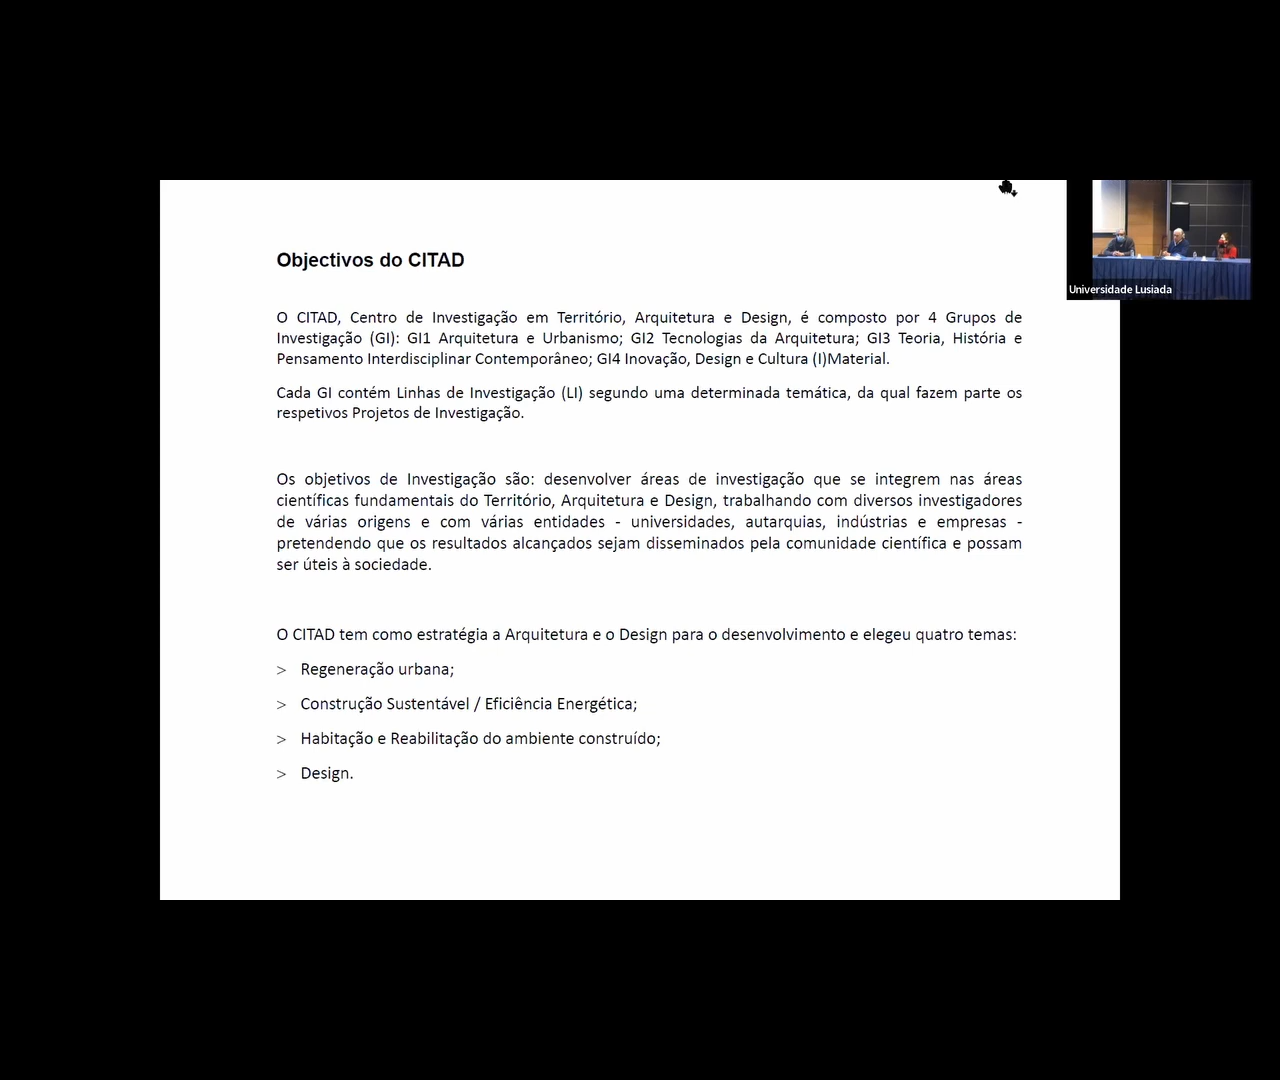 Objectivos do CITAD
O CITAD, Centro de Investigação em Território, Arquitetura e Design, é composto por 4 Grupos de
Investigação (GI): GI1 Arquitetura e Urbanismo; GI2 Tecnologias da Arquitetura; GI3 Teoria, História e
Pensamento Interdisciplinar Contemporâneo; GI4 Inovação, Design e Cultura (I)Material.
Cada GI contém Linhas de Investigação (LI) segundo uma determinada temática, da qual fazem parte os
respetivos Projetos de Investigação.
Os objetivos de Investigação são: desenvolver áreas de investigação que se integrem nas áreas
científicas fundamentais do Território, Arquitetura e Design, trabalhando com diversos investigadores
de várias origens e com várias entidades - universidades, autarquias, indústrias e empresas -
pretendendo que os resultados alcançados sejam disseminados pela comunidade científica e possam
ser úteis à sociedade.
O CITAD tem como estratégia a Arquitetura e o Design para o desenvolvimento e elegeu quatro temas:
> Regeneração urbana;
> Construção Sustentável / Eficiência Energética;
> Habitação e Reabilitação do ambiente construído;
> Design.
Universidade Lusiada